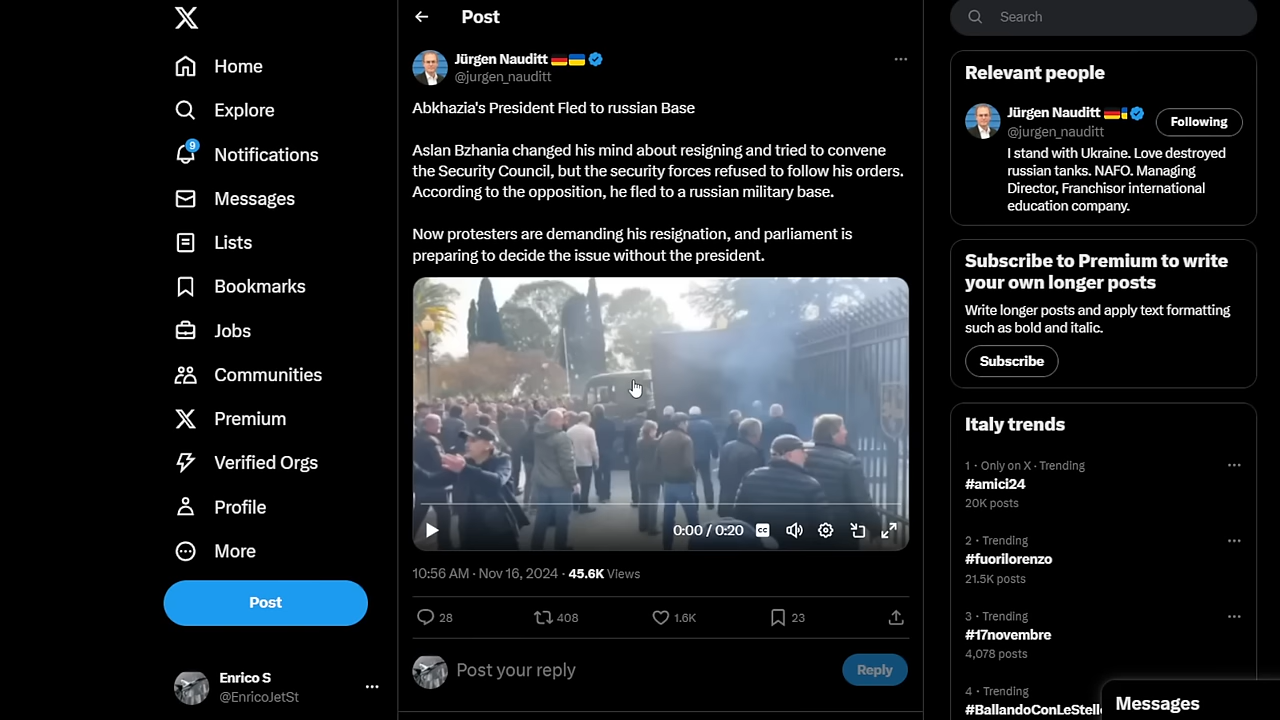 Home
Explore
9
Notifications
Messages
Lists
Bookmarks
Jobs
Communities
Premium
Verified Orgs
Profile
More
Post
Enrico S
@EnricoJetSt
Post
Jürgen Nauditt
@jurgen_nauditt
Abkhazia's President Fled to russian Base
Aslan Bzhania changed his mind about resigning and tried to convene
the Security Council, but the security forces refused to follow his orders.
According to the opposition, he fled to a russian military base.
Now protesters are demanding his resignation, and parliament is
preparing to decide the issue without the president.
0:00 / 0:20
CC
10:56 AM · Nov 16, 2024 · 45.6K Views
28 408 1.6K 23
Post your reply
Reply
Search
Relevant people
Jürgen Nauditt
@jurgen_nauditt
Following
I stand with Ukraine. Love destroyed
russian tanks. NAFO. Managing
Director, Franchisor international
education company.
Subscribe to Premium to write
your own longer posts
Write longer posts and apply text formatting
such as bold and italic.
Subscribe
Italy trends
1 · Only on X · Trending
#amici24
20K posts
2 · Trending
#fuorilorenzo
21.5K posts
3 · Trending
#17novembre
4,078 posts
4 · Trending
#BallandoConLeStelle
Messages